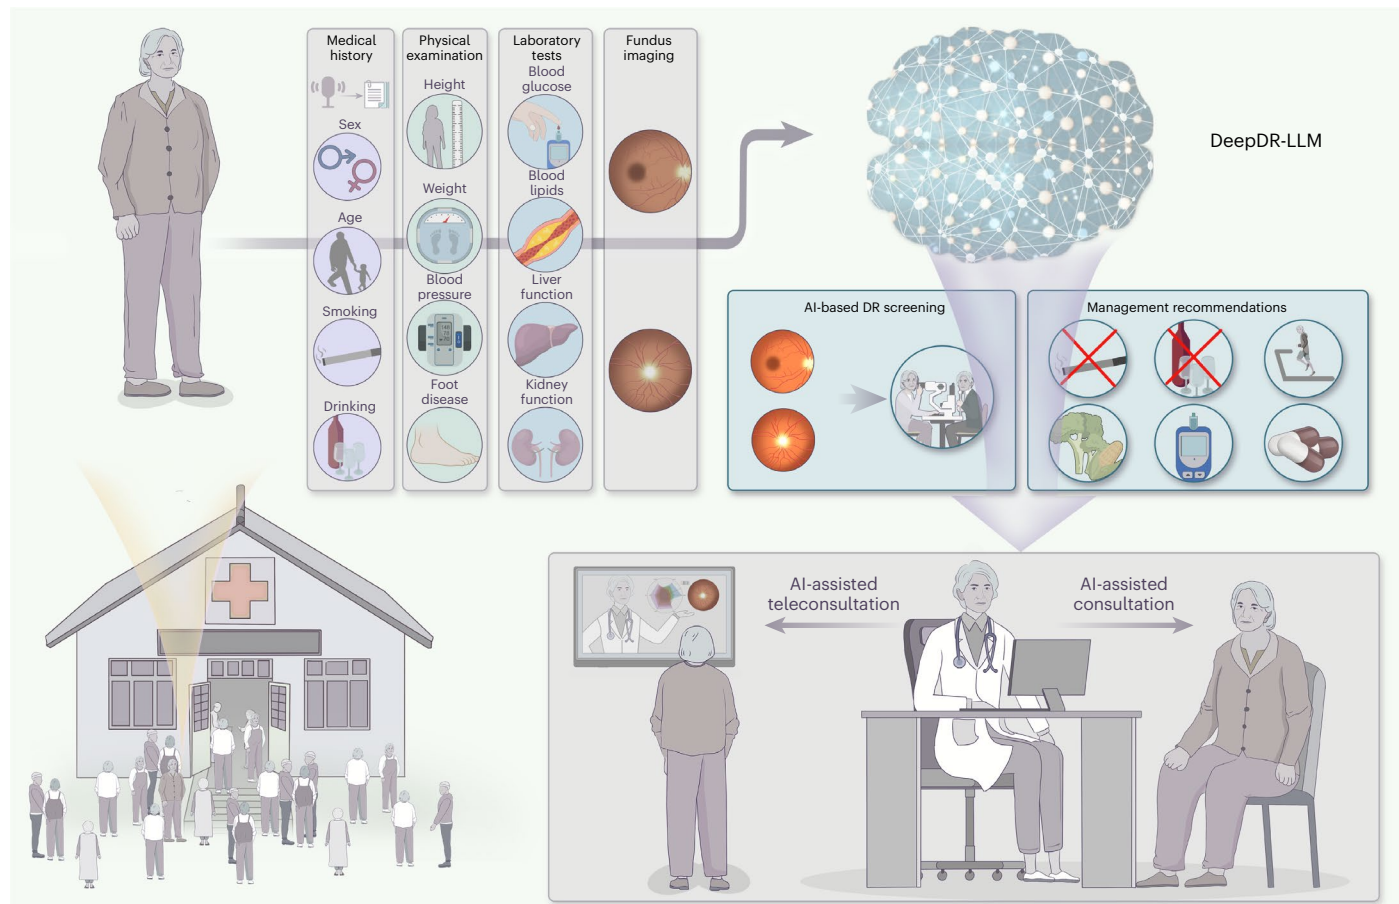 Medical
history
Sex
Age
Smoking
Drinking
Physical
examination
Height
Weight
Blood
pressure
Foot
disease
Laboratory
tests
Blood
glucose
Blood
lipids
Liver
function
Kidney
function
Fundus
imaging
DeepDR-LLM
AI-based DR screening
Management recommendations
AI-assisted
teleconsultation
AI-assisted
consultation